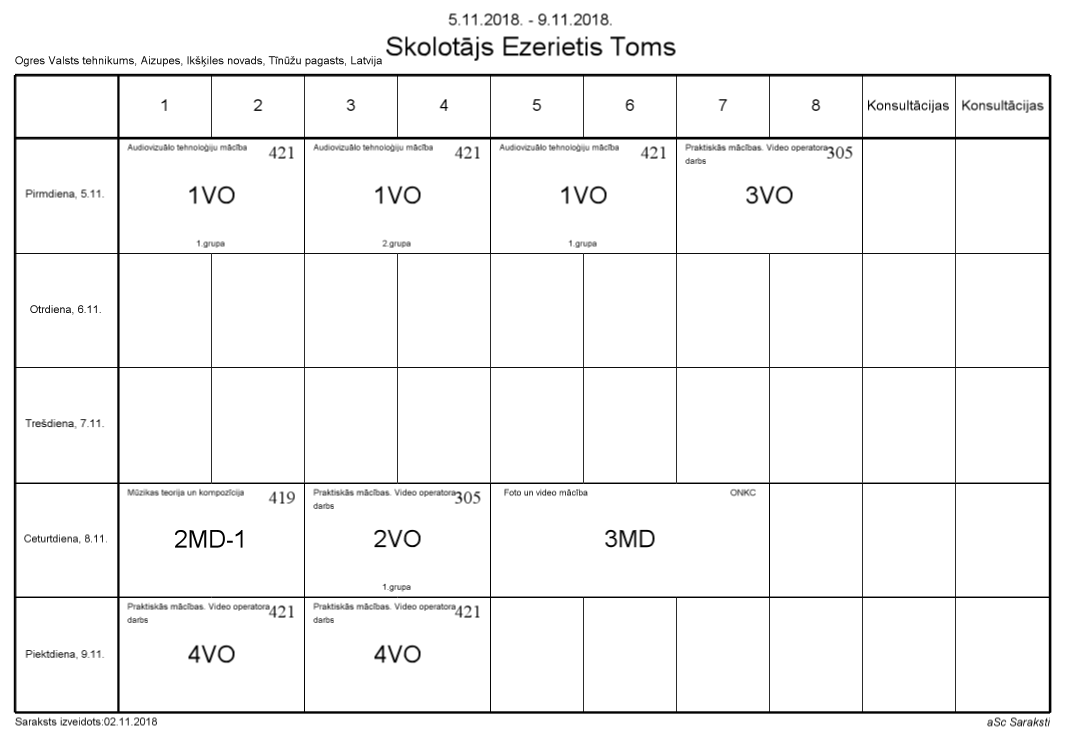 5.11.2018. - 9.11.2018.
Skolotājs Ezerietis Toms
Ogres Valsts tehnikums, Aizupes, Ikšķiles novads, Tīnūžu pagasts, Latvija
1 2 3 4 5 6 7 8 Konsultācijas Konsultācijas
Pirmdiena, 5.11.
Audiovizuālo tehnoloģiju mācība 421
1VO
1.grupa
Audiovizuālo tehnoloģiju mācība 421
1VO
2.grupa
Audiovizuālo tehnoloģiju mācība 421
1VO
1.grupa
Praktiskās mācības. Video operatora 305
darbs
3VO
Otrdiena, 6.11.
Trešdiena, 7.11.
Ceturtdiena, 8.11.
Mūzikas teorija un kompozīcija 419
2MD-1
Praktiskās mācības. Video operatora 305
darbs
2VO
1.grupa
Foto un video mācība ONKC
3MD
Piektdiena, 9.11.
Praktiskās mācības. Video operatora 421
darbs
4VO
Praktiskās mācības. Video operatora 421
darbs
4VO
Saraksts izveidots:02.11.2018 aSc Saraksti